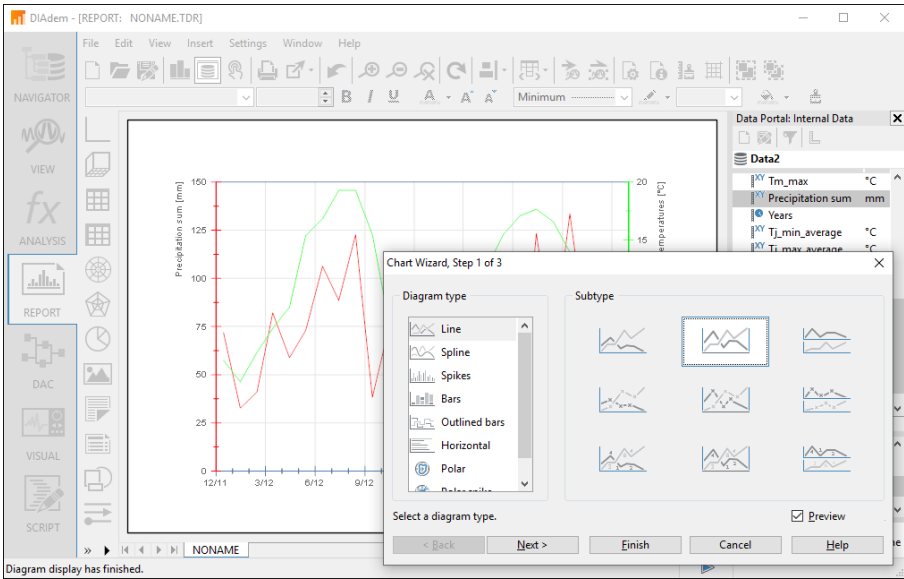 DIAdem - [REPORT:   NONAME.TDR]
File Edit View Insert Settings Window Help
NAVIGATOR
VIEW
ANALYSIS
REPORT
DAC
VISUAL
SCRIPT
B I U A A A Minimum
Data Portal: Internal Data
Data2
Tm_max °C
Precipitation sum mm
Years
Tj_min_average °C
Tj_max_average °C
Precipitation sum [mm]
150
125
100
75
50
25
0
12/11 3/12 6/12 9/12
20
15
[°C]
Chart Wizard, Step 1 of 3
Diagram type
Line
Spline
Spikes
Bars
Outlined bars
Horizontal
Polar
Polar spike
Subtype
Select a diagram type.
Preview
< Back Next > Finish Cancel Help
NONAME
Diagram display has finished.